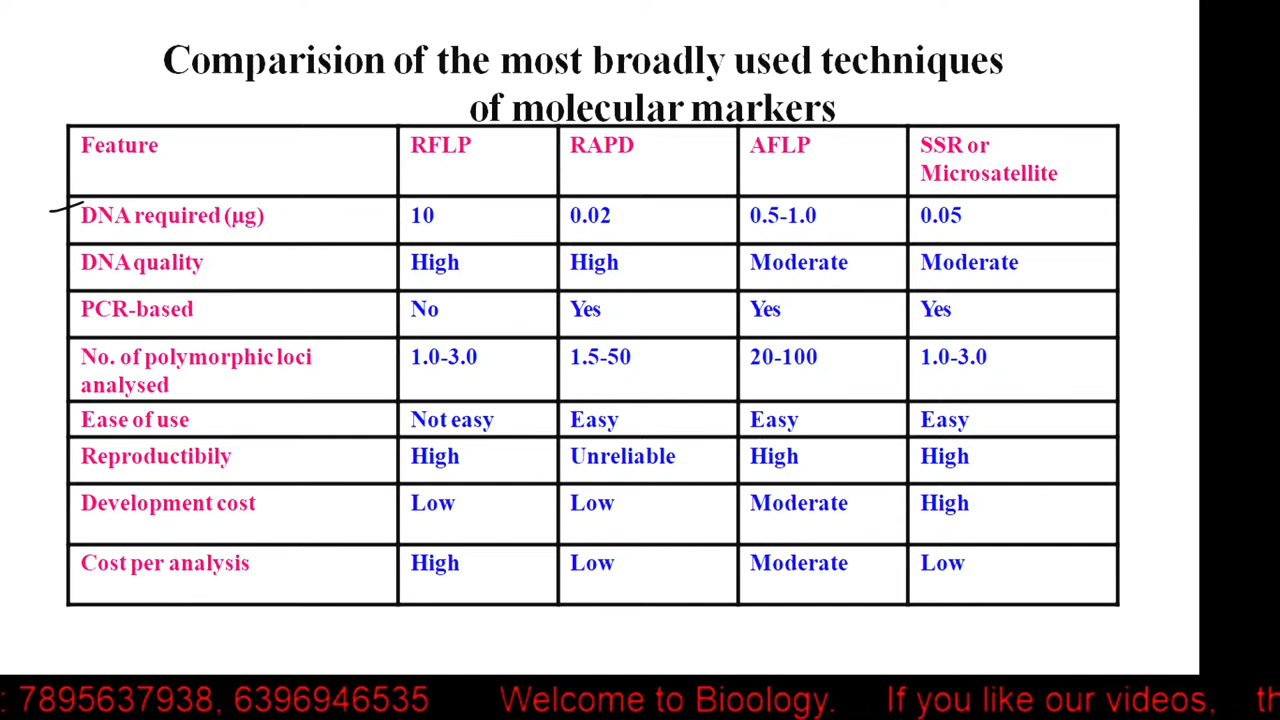 Comparision of the most broadly used techniques
of molecular markers
Feature RFLP RAPD AFLP SSR or
Microsatellite
DNA required (µg) 10 0.02 0.5-1.0 0.05
DNA quality High High Moderate Moderate
PCR-based No Yes Yes Yes
No. of polymorphic loci 1.0-3.0 1.5-50 20-100 1.0-3.0
analysed
Ease of use Not easy Easy Easy Easy
Reproductibily High Unreliable High High
Development cost Low Low Moderate High
Cost per analysis High Low Moderate Low
: 7895637938, 6396946535 Welcome to Bioology. If you like our videos, th